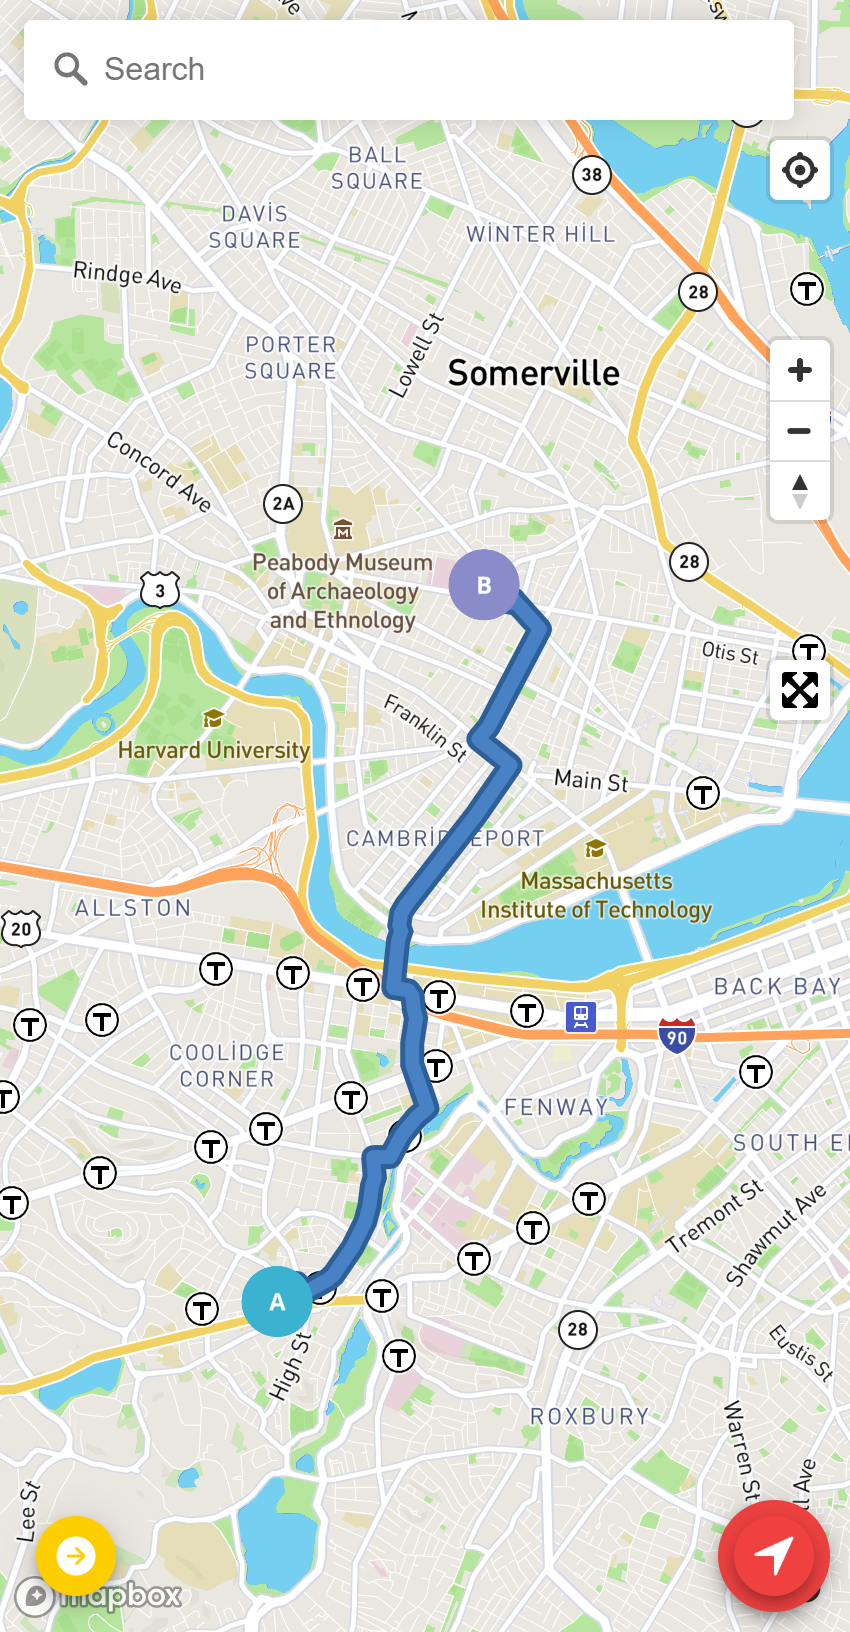 Search
BALL
SQUARE
38
DAVIS
SQUARE
WINTER HILL
Rindge Ave
28
T
Lowell St
PORTER
SQUARE
Somerville
Concord Ave
2A
Peabody Museum
of Archaeology
and Ethnology
28
B
3
Otis St
T
Franklin St
Harvard University
Main St
T
CAMBRID EPORT
Massachusetts
Institute of Technology
ALLSTON
20
T
T
T
T
T
BACK BAY
T
T
90
COOLIDGE
CORNER
T
T
T
T
FENWAY
T
T
SOUTH E
T
T
T
T
Tremont St
Shawmut Ave
T
T
A
T
T
28
High St
T
Eustis St
ROXBURY
Warren St
Ave
Lee St
mapbox